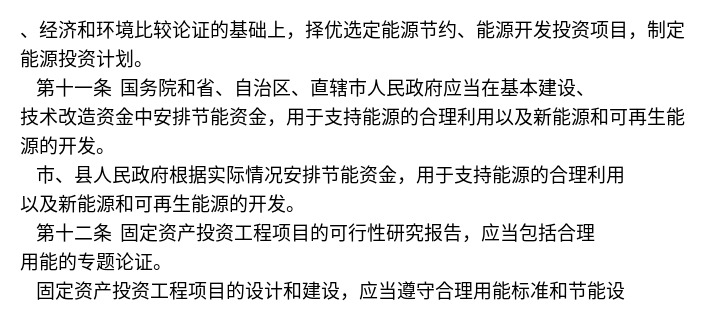 、经济和环境比较论证的基础上，择优选定能源节约、能源开发投资项目，制定
能源投资计划。
第十一条 国务院和省、自治区、直辖市人民政府应当在基本建设、
技术改造资金中安排节能资金，用于支持能源的合理利用以及新能源和可再生能
源的开发。
市、县人民政府根据实际情况安排节能资金，用于支持能源的合理利用
以及新能源和可再生能源的开发。
第十二条 固定资产投资工程项目的可行性研究报告，应当包括合理
用能的专题论证。
固定资产投资工程项目的设计和建设，应当遵守合理用能标准和节能设